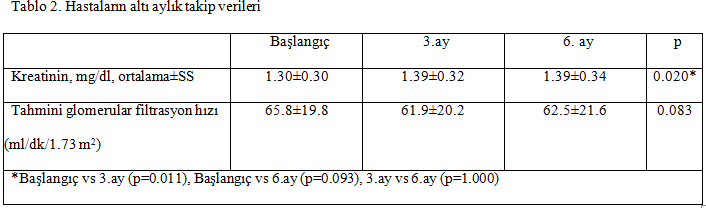 Tablo 2. Hastaların altı aylık takip verileri
Başlangıç 3.ay 6. ay p
Kreatinin, mg/dl, ortalama±SS 1.30±0.30 1.39±0.32 1.39±0.34 0.020*
Tahmini glomerular filtrasyon hızı 65.8±19.8 61.9±20.2 62.5±21.6 0.083
(ml/dk/1.73 m²)
*Başlangıç vs 3.ay (p=0.011), Başlangıç vs 6.ay (p=0.093), 3.ay vs 6.ay (p=1.000)